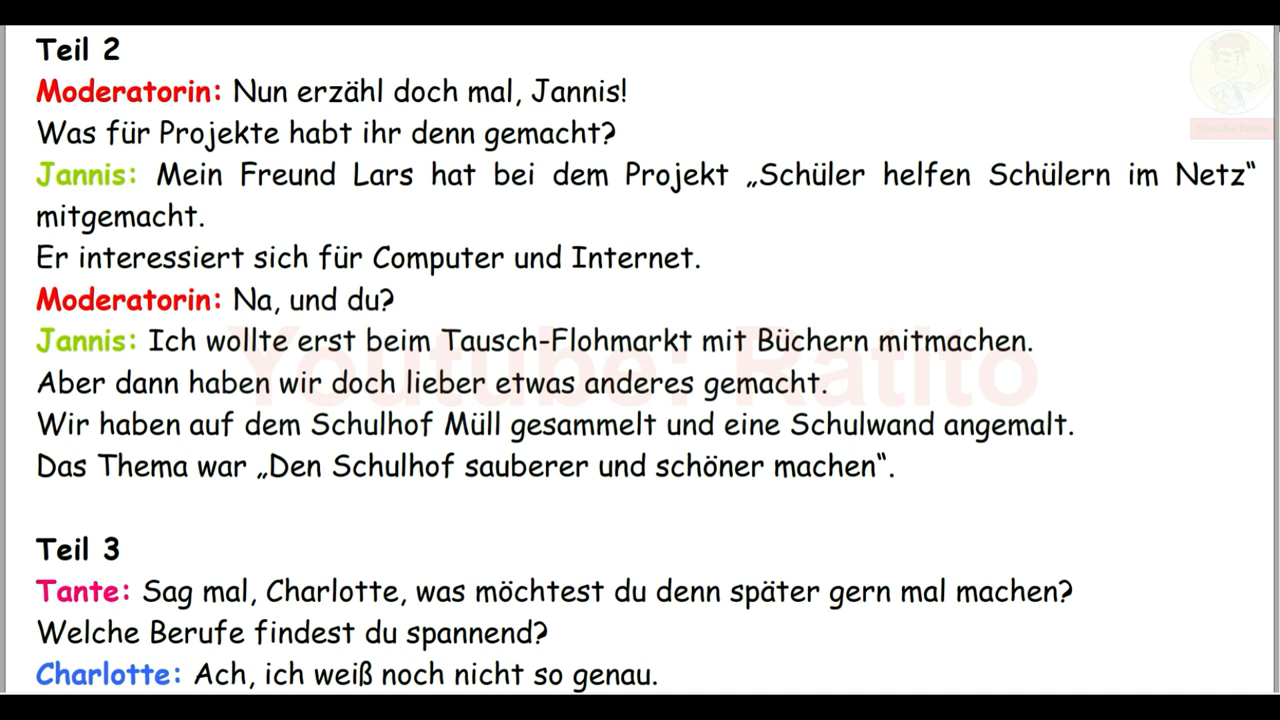 Teil 2
Moderatorin: Nun erzähl doch mal, Jannis!
Was für Projekte habt ihr denn gemacht?
Jannis: Mein Freund Lars hat bei dem Projekt „Schüler helfen Schülern im Netz“
mitgemacht.
Er interessiert sich für Computer und Internet.
Moderatorin: Na, und du?
Jannis: Ich wollte erst beim Tausch-Flohmarkt mit Büchern mitmachen.
Aber dann haben wir doch lieber etwas anderes gemacht.
Wir haben auf dem Schulhof Müll gesammelt und eine Schulwand angemalt.
Das Thema war „Den Schulhof sauberer und schöner machen“.
Teil 3
Tante: Sag mal, Charlotte, was möchtest du denn später gern mal machen?
Welche Berufe findest du spannend?
Charlotte: Ach, ich weiß noch nicht so genau.
Youtube: Ratito